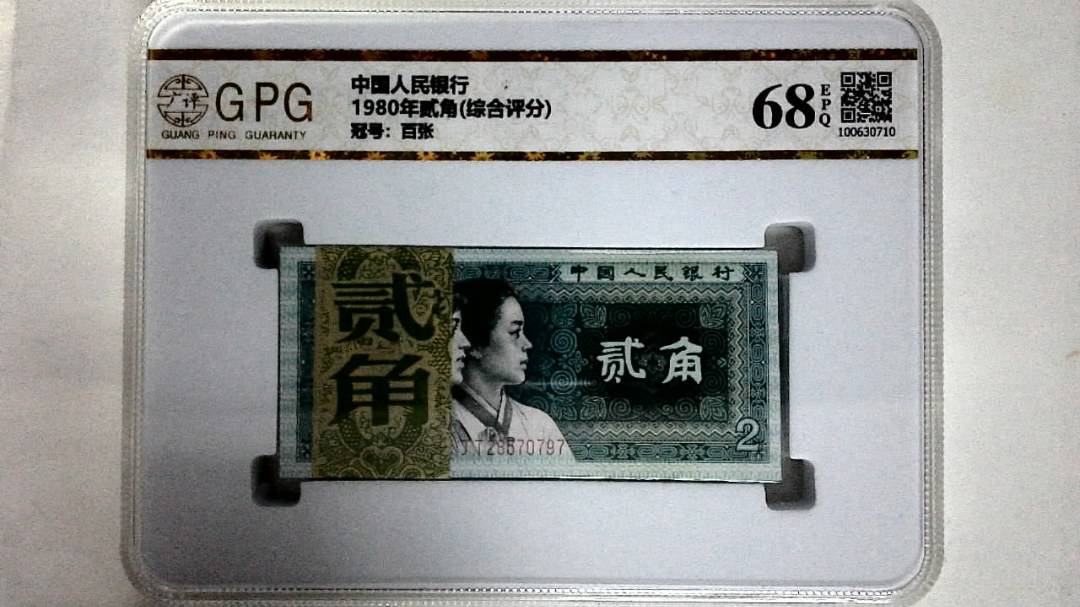 广评
GPG
GUANG PING GUARANTY
中国人民银行
1980年贰角(综合评分)
冠号：百张
68
EPQ
100630710
贰角
中国人民银行
贰角
2